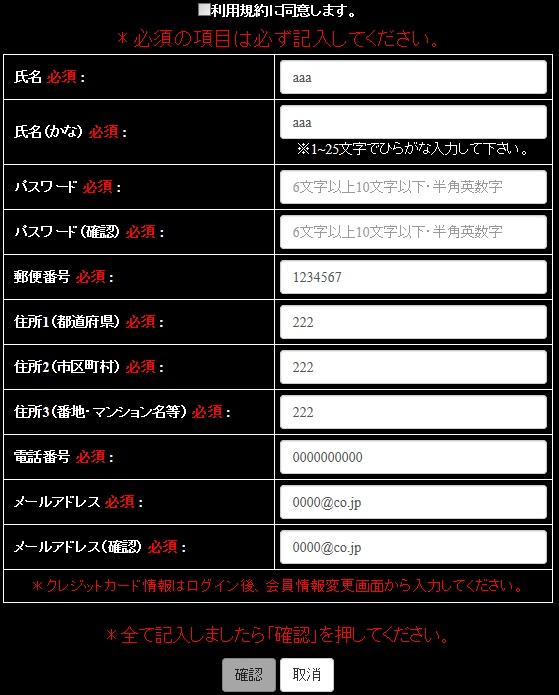 利用規約に同意します。
＊必須の項目は必ず記入してください。
氏名 必須：
aaa
氏名（かな） 必須：
aaa
※1~25文字でひらがな入力して下さい。
パスワード 必須：
6文字以上10文字以下・半角英数字
パスワード（確認） 必須：
6文字以上10文字以下・半角英数字
郵便番号 必須：
1234567
住所1（都道府県） 必須：
222
住所2（市区町村） 必須：
222
住所3（番地・マンション名等） 必須：
222
電話番号 必須：
0000000000
メールアドレス 必須：
0000@co.jp
メールアドレス（確認） 必須：
0000@co.jp
＊クレジットカード情報はログイン後、会員情報変更画面から入力してください。
＊全て記入しましたら「確認」を押してください。
確認 取消